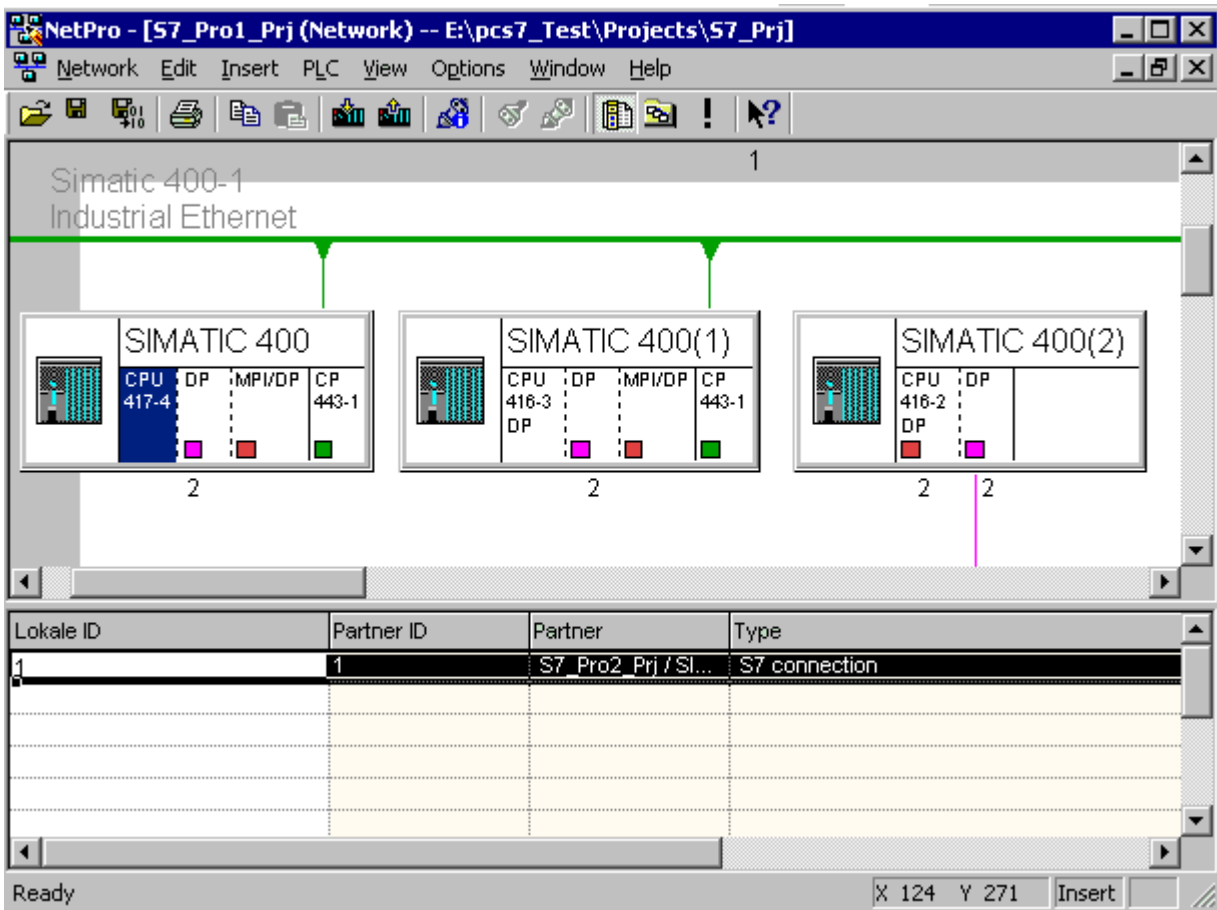 NetPro - [S7_Pro1_Prj (Network) -- E:\pcs7_Test\Projects\S7_Prj]
Network Edit Insert PLC View Options Window Help
1
Simatic 400-1
Industrial Ethernet
SIMATIC 400
CPU 417-4
DP
MPI/DP
CP 443-1
2
SIMATIC 400(1)
CPU 416-3 DP
DP
MPI/DP
CP 443-1
2
SIMATIC 400(2)
CPU 416-2 DP
DP
2 2
Lokale ID Partner ID Partner Type
1 1 S7_Pro2_Prj / SI... S7 connection
Ready X 124 Y 271 Insert